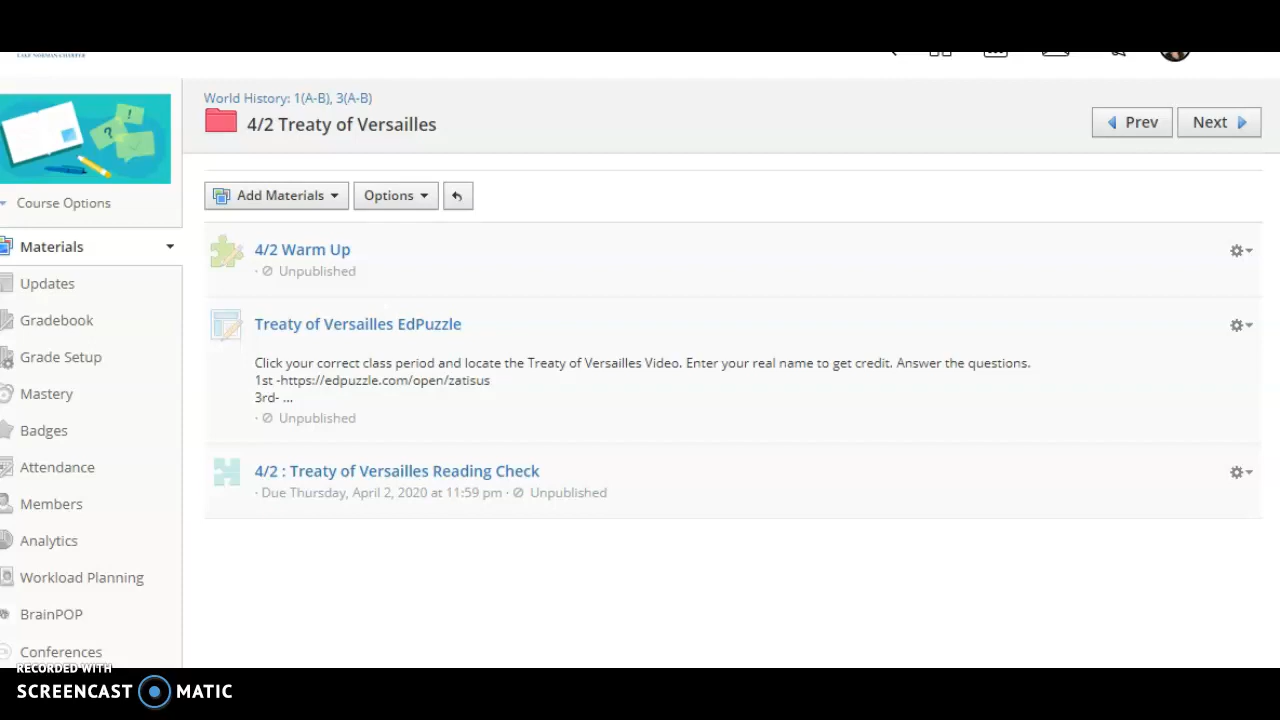 LAKE NORMAN CHARTER
World History: 1(A-B), 3(A-B)
4/2 Treaty of Versailles
Prev
Next
Course Options
Add Materials
Options
Materials
4/2 Warm Up
· Unpublished
Updates
Gradebook
Treaty of Versailles EdPuzzle
Grade Setup
Click your correct class period and locate the Treaty of Versailles Video. Enter your real name to get credit. Answer the questions.
1st -https://edpuzzle.com/open/zatisus
3rd- ...
Mastery
· Unpublished
Badges
Attendance
4/2 : Treaty of Versailles Reading Check
· Due Thursday, April 2, 2020 at 11:59 pm · Unpublished
Members
Analytics
Workload Planning
BrainPOP
Conferences
RECORDED WITH
SCREENCAST MATIC